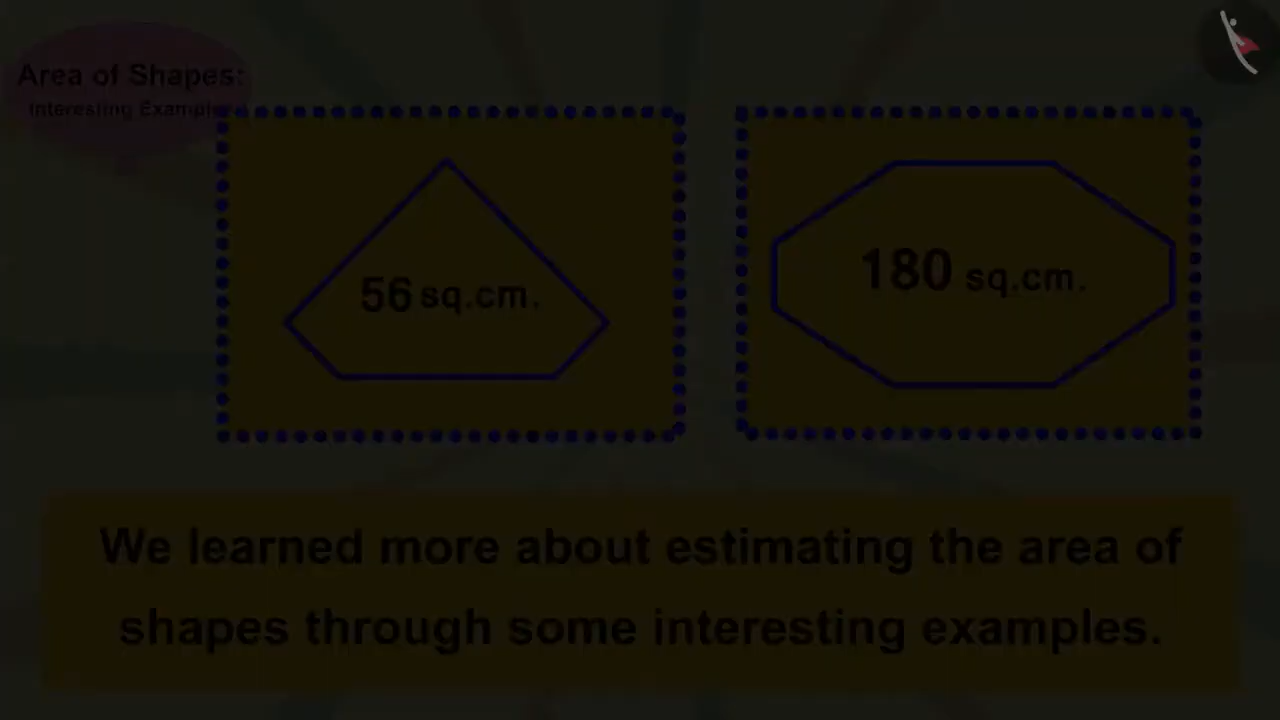 Area of Shapes:
Interesting Example
56 sq.cm.
180 sq.cm.
We learned more about estimating the area of
shapes through some interesting examples.